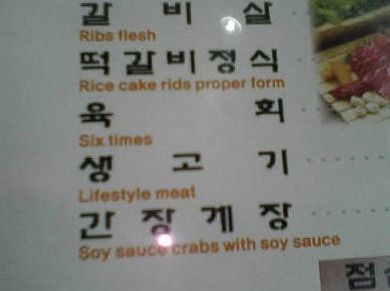 갈비살
Ribs flesh
떡갈비정식
Rice cake rids proper form
육회
Six times
생고기
Lifestyle meat
간장게장
Soy sauce crabs with soy sauce
점